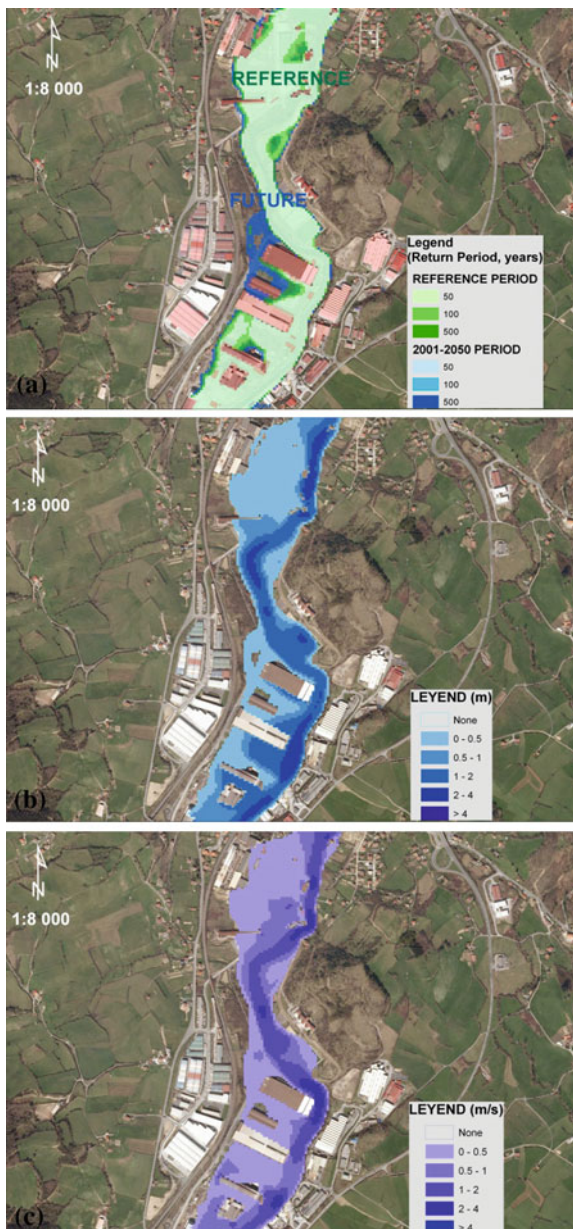 N
1:8 000
REFERENCE
FUTURE
Legend
(Return Period, years)
REFERENCE PERIOD
50
100
500
2001-2050 PERIOD
50
100
500
(a)
N
1:8 000
LEYEND (m)
None
0 - 0.5
0.5 - 1
1 - 2
2 - 4
> 4
(b)
N
1:8 000
LEYEND (m/s)
None
0 - 0.5
0.5 - 1
1 - 2
2 - 4
> 4
(c)